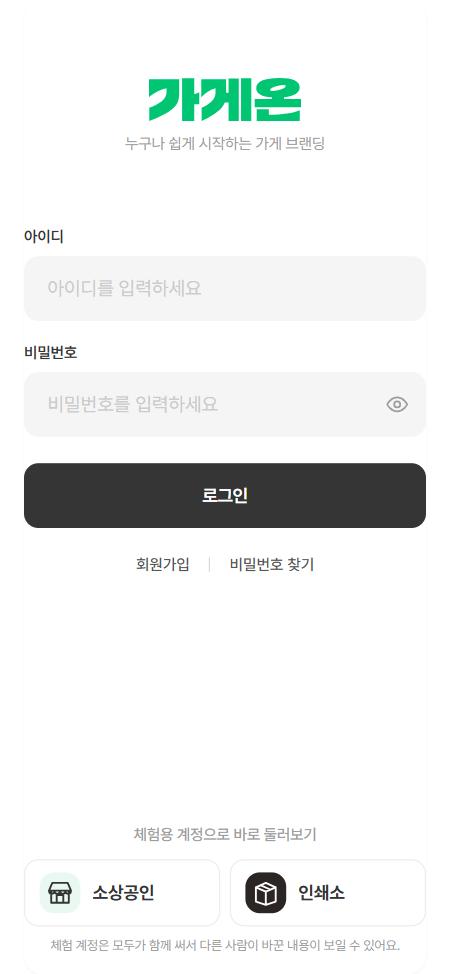 가게온
누구나 쉽게 시작하는 가게 브랜딩
아이디
아이디를 입력하세요
비밀번호
비밀번호를 입력하세요
로그인
회원가입 | 비밀번호 찾기
체험용 계정으로 바로 둘러보기
소상공인 인쇄소
체험 계정은 모두가 함께 써서 다른 사람이 바꾼 내용이 보일 수 있어요.